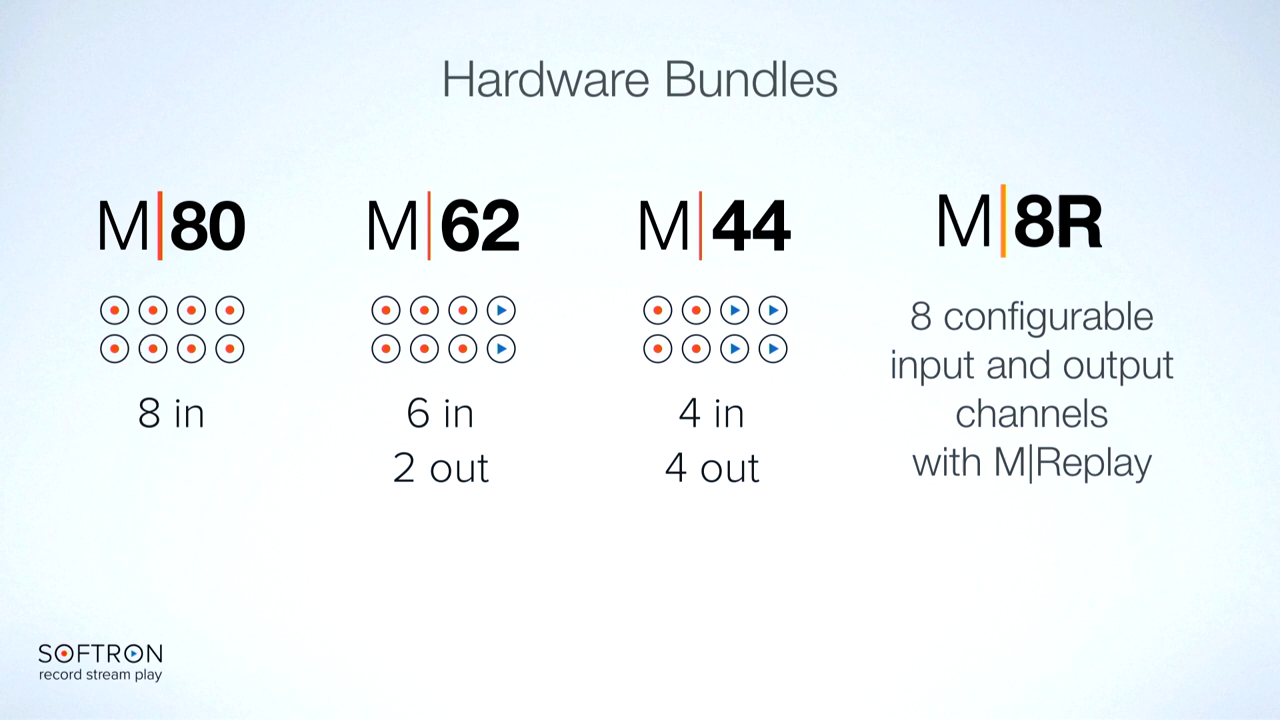 Hardware Bundles
M|80
8 in
M|62
6 in
2 out
M|44
4 in
4 out
M|8R
8 configurable
input and output
channels
with M|Replay
SOFTRON
record stream play